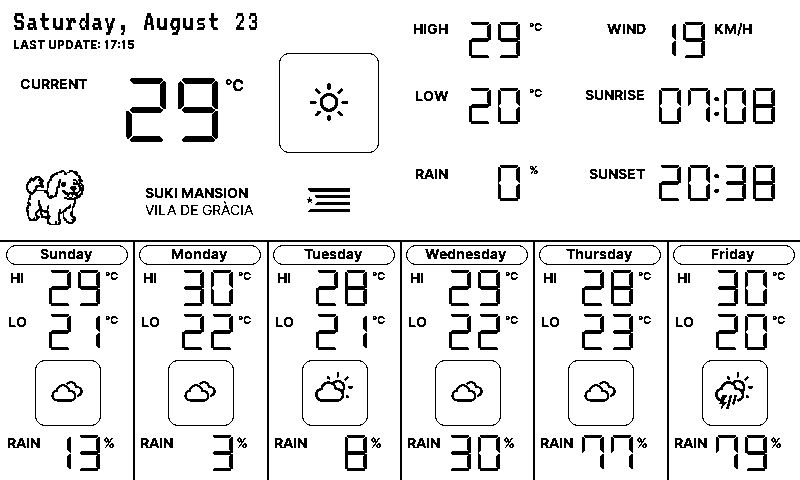 Saturday, August 23
LAST UPDATE: 17:15
CURRENT 29 °C
SUKI MANSION
VILA DE GRÀCIA
HIGH 29 °C
LOW 20 °C
RAIN 0 %
WIND 19 KM/H
SUNRISE 07:08
SUNSET 20:38
Sunday
HI 29 °C
LO 21 °C
RAIN 13 %
Monday
HI 30 °C
LO 22 °C
RAIN 3 %
Tuesday
HI 28 °C
LO 21 °C
RAIN 8 %
Wednesday
HI 29 °C
LO 22 °C
RAIN 30 %
Thursday
HI 28 °C
LO 23 °C
RAIN 77 %
Friday
HI 30 °C
LO 20 °C
RAIN 79 %